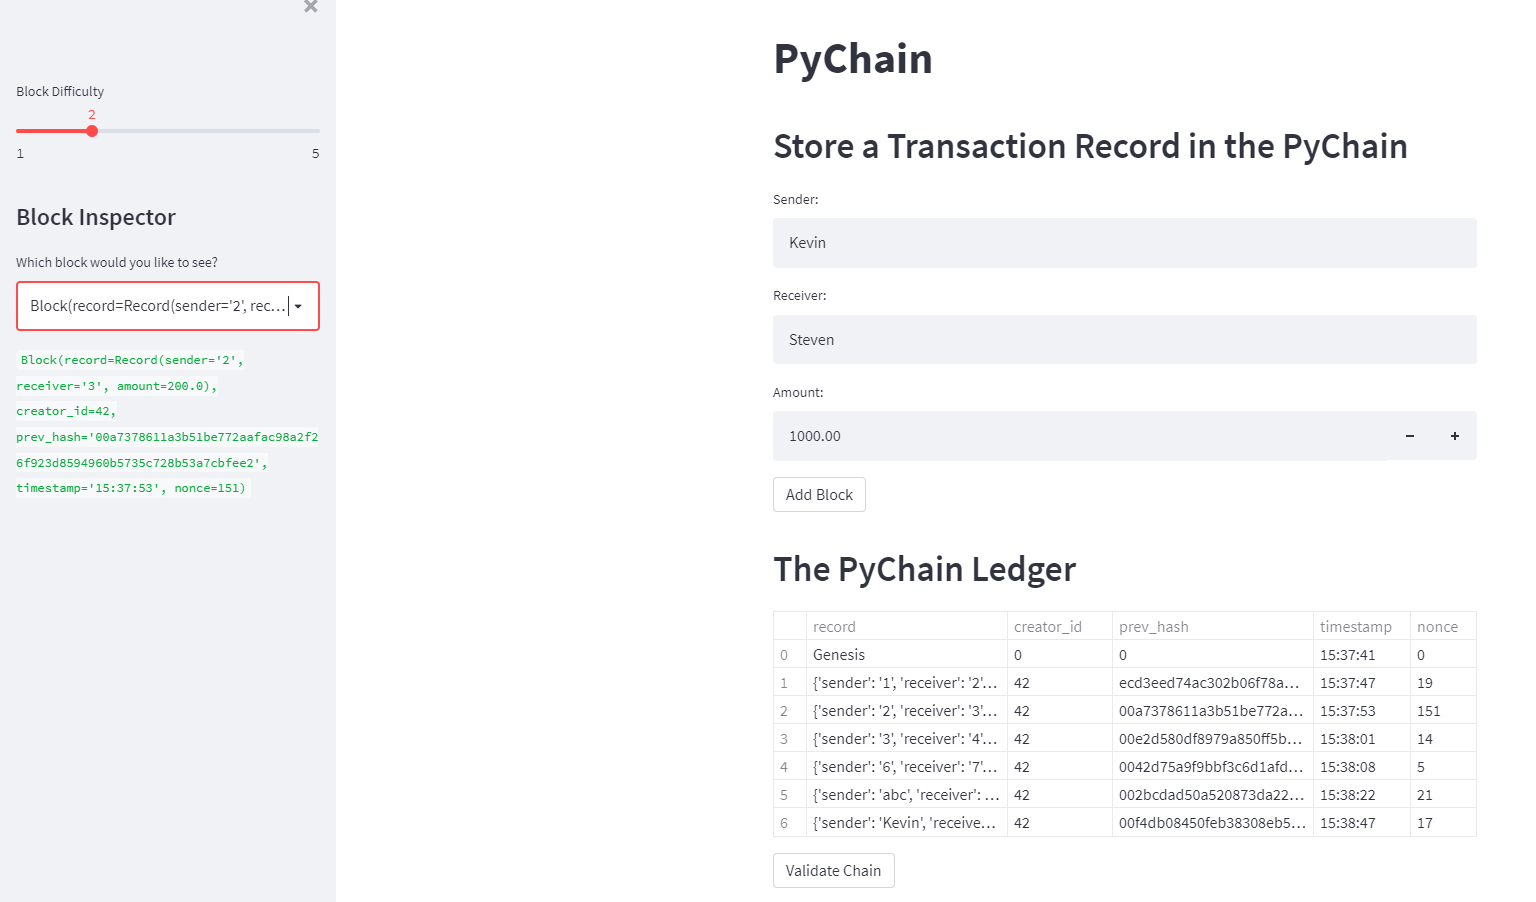 ×
Block Difficulty
2
1 5
Block Inspector
Which block would you like to see?
Block(record=Record(sender='2', rec...
Block(record=Record(sender='2',
receiver='3', amount=200.0),
creator_id=42,
prev_hash='00a7378611a3b51be772aafac98a2f2
6f923d8594960b5735c728b53a7cbfee2',
timestamp='15:37:53', nonce=151)
PyChain
Store a Transaction Record in the PyChain
Sender:
Kevin
Receiver:
Steven
Amount:
1000.00 − +
Add Block
The PyChain Ledger
record creator_id prev_hash timestamp nonce
0 Genesis 0 0 15:37:41 0
1 {'sender': '1', 'receiver': '2'... 42 ecd3eed74ac302b06f78a... 15:37:47 19
2 {'sender': '2', 'receiver': '3'... 42 00a7378611a3b51be772a... 15:37:53 151
3 {'sender': '3', 'receiver': '4'... 42 00e2d580df8979a850ff5b... 15:38:01 14
4 {'sender': '6', 'receiver': '7'... 42 0042d75a9f9bbf3c6d1afd... 15:38:08 5
5 {'sender': 'abc', 'receiver': ... 42 002bcdad50a520873da22... 15:38:22 21
6 {'sender': 'Kevin', 'receive... 42 00f4db08450feb38308eb5... 15:38:47 17
Validate Chain